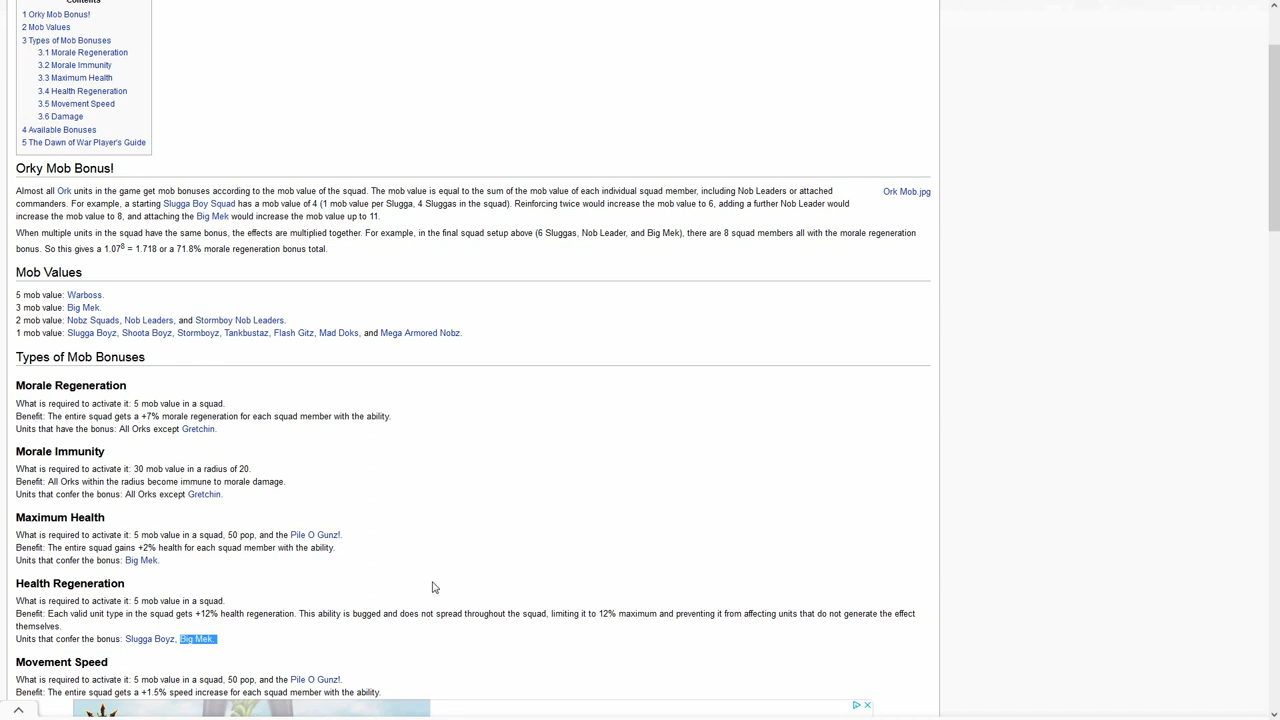 Contents
1 Orky Mob Bonus!
2 Mob Values
3 Types of Mob Bonuses
3.1 Morale Regeneration
3.2 Morale Immunity
3.3 Maximum Health
3.4 Health Regeneration
3.5 Movement Speed
3.6 Damage
4 Available Bonuses
5 The Dawn of War Player's Guide
Orky Mob Bonus!
Almost all Ork units in the game get mob bonuses according to the mob value of the squad. The mob value is equal to the sum of the mob value of each individual squad member, including Nob Leaders or attached
commanders. For example, a starting Slugga Boy Squad has a mob value of 4 (1 mob value per Slugga, 4 Sluggas in the squad). Reinforcing twice would increase the mob value to 6, adding a further Nob Leader would
increase the mob value to 8, and attaching the Big Mek would increase the mob value up to 11.
Ork Mob.jpg
When multiple units in the squad have the same bonus, the effects are multiplied together. For example, in the final squad setup above (6 Sluggas, Nob Leader, and Big Mek), there are 8 squad members all with the morale regeneration
bonus. So this gives a 1.07⁸ = 1.718 or a 71.8% morale regeneration bonus total.
Mob Values
5 mob value: Warboss.
3 mob value: Big Mek.
2 mob value: Nobz Squads, Nob Leaders, and Stormboy Nob Leaders.
1 mob value: Slugga Boyz, Shoota Boyz, Stormboyz, Tankbustaz, Flash Gitz, Mad Doks, and Mega Armored Nobz.
Types of Mob Bonuses
Morale Regeneration
What is required to activate it: 5 mob value in a squad.
Benefit: The entire squad gets a +7% morale regeneration for each squad member with the ability.
Units that have the bonus: All Orks except Gretchin.
Morale Immunity
What is required to activate it: 30 mob value in a radius of 20.
Benefit: All Orks within the radius become immune to morale damage.
Units that confer the bonus: All Orks except Gretchin.
Maximum Health
What is required to activate it: 5 mob value in a squad, 50 pop, and the Pile O Gunz!.
Benefit: The entire squad gains +2% health for each squad member with the ability.
Units that confer the bonus: Big Mek.
Health Regeneration
What is required to activate it: 5 mob value in a squad.
Benefit: Each valid unit type in the squad gets +12% health regeneration. This ability is bugged and does not spread throughout the squad, limiting it to 12% maximum and preventing it from affecting units that do not generate the effect
themselves.
Units that confer the bonus: Slugga Boyz, Big Mek.
Movement Speed
What is required to activate it: 5 mob value in a squad, 50 pop, and the Pile O Gunz!.
Benefit: The entire squad gets a +1.5% speed increase for each squad member with the ability.